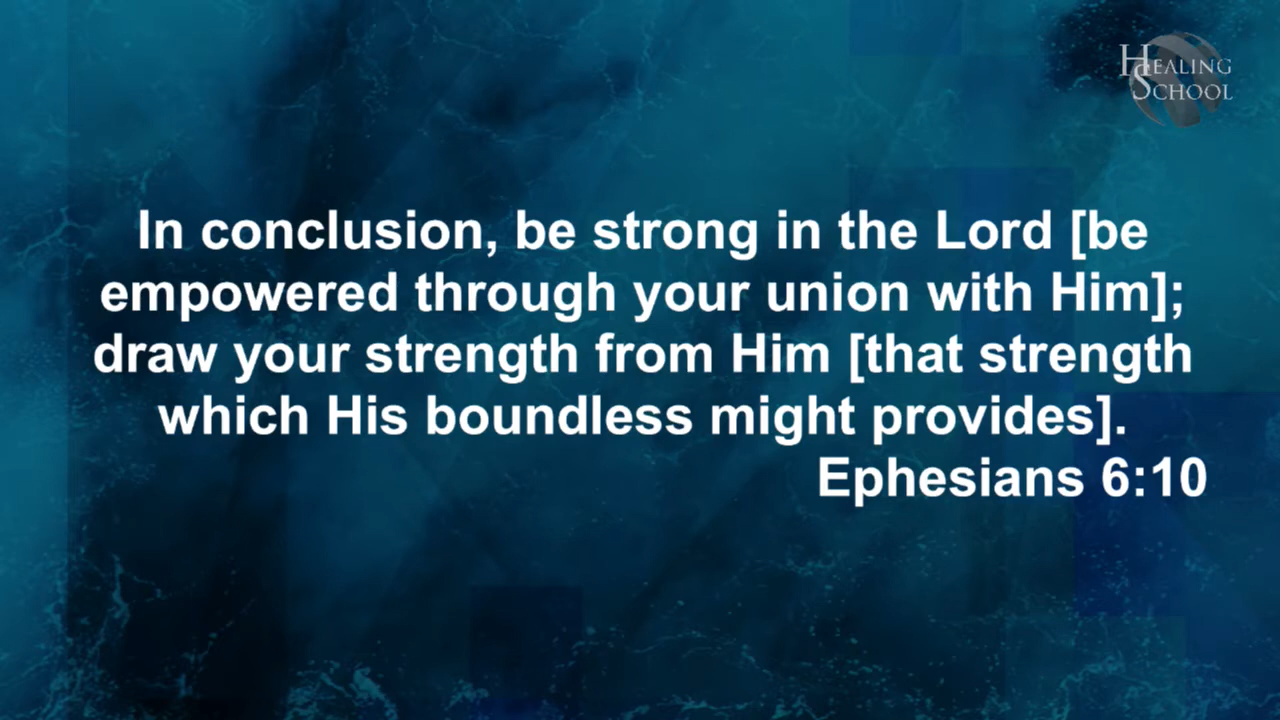 HEALING
SCHOOL
In conclusion, be strong in the Lord [be
empowered through your union with Him];
draw your strength from Him [that strength
which His boundless might provides].
Ephesians 6:10